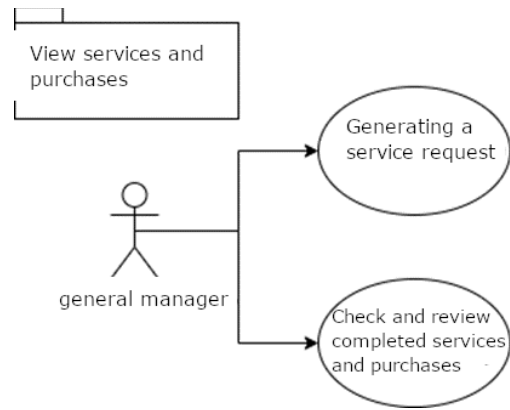 View services and
purchases
Generating a
service request
general manager
Check and review
completed services
and purchases